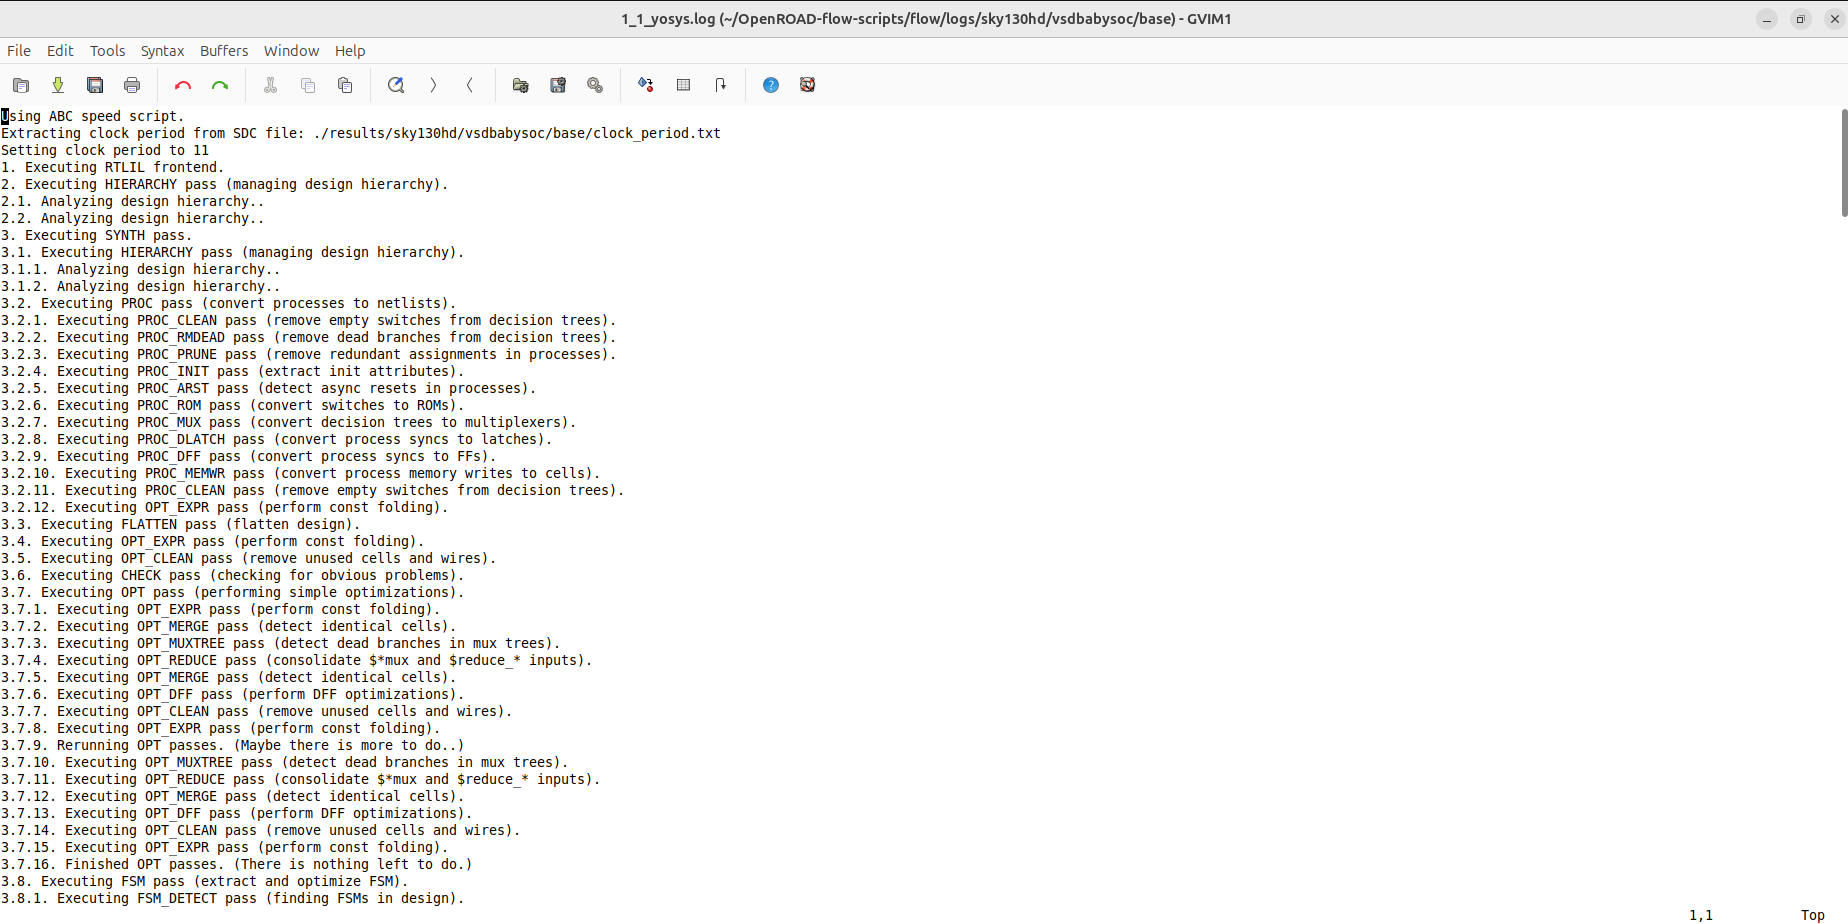 1_1_yosys.log (~/OpenROAD-flow-scripts/flow/logs/sky130hd/vsdbabysoc/base) - GVIM1
File Edit Tools Syntax Buffers Window Help
Using ABC speed script.
Extracting clock period from SDC file: ./results/sky130hd/vsdbabysoc/base/clock_period.txt
Setting clock period to 11
1. Executing RTLIL frontend.
2. Executing HIERARCHY pass (managing design hierarchy).
2.1. Analyzing design hierarchy..
2.2. Analyzing design hierarchy..
3. Executing SYNTH pass.
3.1. Executing HIERARCHY pass (managing design hierarchy).
3.1.1. Analyzing design hierarchy..
3.1.2. Analyzing design hierarchy..
3.2. Executing PROC pass (convert processes to netlists).
3.2.1. Executing PROC_CLEAN pass (remove empty switches from decision trees).
3.2.2. Executing PROC_RMDEAD pass (remove dead branches from decision trees).
3.2.3. Executing PROC_PRUNE pass (remove redundant assignments in processes).
3.2.4. Executing PROC_INIT pass (extract init attributes).
3.2.5. Executing PROC_ARST pass (detect async resets in processes).
3.2.6. Executing PROC_ROM pass (convert switches to ROMs).
3.2.7. Executing PROC_MUX pass (convert decision trees to multiplexers).
3.2.8. Executing PROC_DLATCH pass (convert process syncs to latches).
3.2.9. Executing PROC_DFF pass (convert process syncs to FFs).
3.2.10. Executing PROC_MEMWR pass (convert process memory writes to cells).
3.2.11. Executing PROC_CLEAN pass (remove empty switches from decision trees).
3.2.12. Executing OPT_EXPR pass (perform const folding).
3.3. Executing FLATTEN pass (flatten design).
3.4. Executing OPT_EXPR pass (perform const folding).
3.5. Executing OPT_CLEAN pass (remove unused cells and wires).
3.6. Executing CHECK pass (checking for obvious problems).
3.7. Executing OPT pass (performing simple optimizations).
3.7.1. Executing OPT_EXPR pass (perform const folding).
3.7.2. Executing OPT_MERGE pass (detect identical cells).
3.7.3. Executing OPT_MUXTREE pass (detect dead branches in mux trees).
3.7.4. Executing OPT_REDUCE pass (consolidate $*mux and $reduce_* inputs).
3.7.5. Executing OPT_MERGE pass (detect identical cells).
3.7.6. Executing OPT_DFF pass (perform DFF optimizations).
3.7.7. Executing OPT_CLEAN pass (remove unused cells and wires).
3.7.8. Executing OPT_EXPR pass (perform const folding).
3.7.9. Rerunning OPT passes. (Maybe there is more to do..)
3.7.10. Executing OPT_MUXTREE pass (detect dead branches in mux trees).
3.7.11. Executing OPT_REDUCE pass (consolidate $*mux and $reduce_* inputs).
3.7.12. Executing OPT_MERGE pass (detect identical cells).
3.7.13. Executing OPT_DFF pass (perform DFF optimizations).
3.7.14. Executing OPT_CLEAN pass (remove unused cells and wires).
3.7.15. Executing OPT_EXPR pass (perform const folding).
3.7.16. Finished OPT passes. (There is nothing left to do.)
3.8. Executing FSM pass (extract and optimize FSM).
3.8.1. Executing FSM_DETECT pass (finding FSMs in design).
1,1 Top